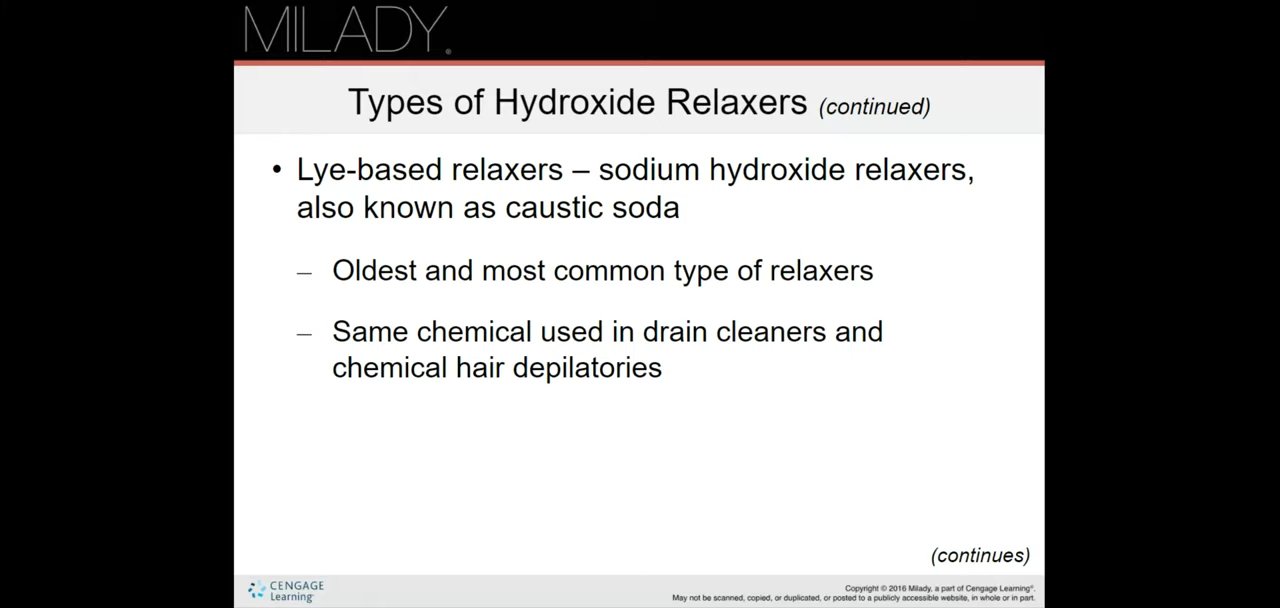 MILADY®
Types of Hydroxide Relaxers (continued)
• Lye-based relaxers – sodium hydroxide relaxers,
also known as caustic soda
– Oldest and most common type of relaxers
– Same chemical used in drain cleaners and
chemical hair depilatories
(continues)
CENGAGE
Learning
Copyright © 2016 Milady, a part of Cengage Learning®.
May not be scanned, copied, or duplicated, or posted to a publicly accessible website, in whole or in part.